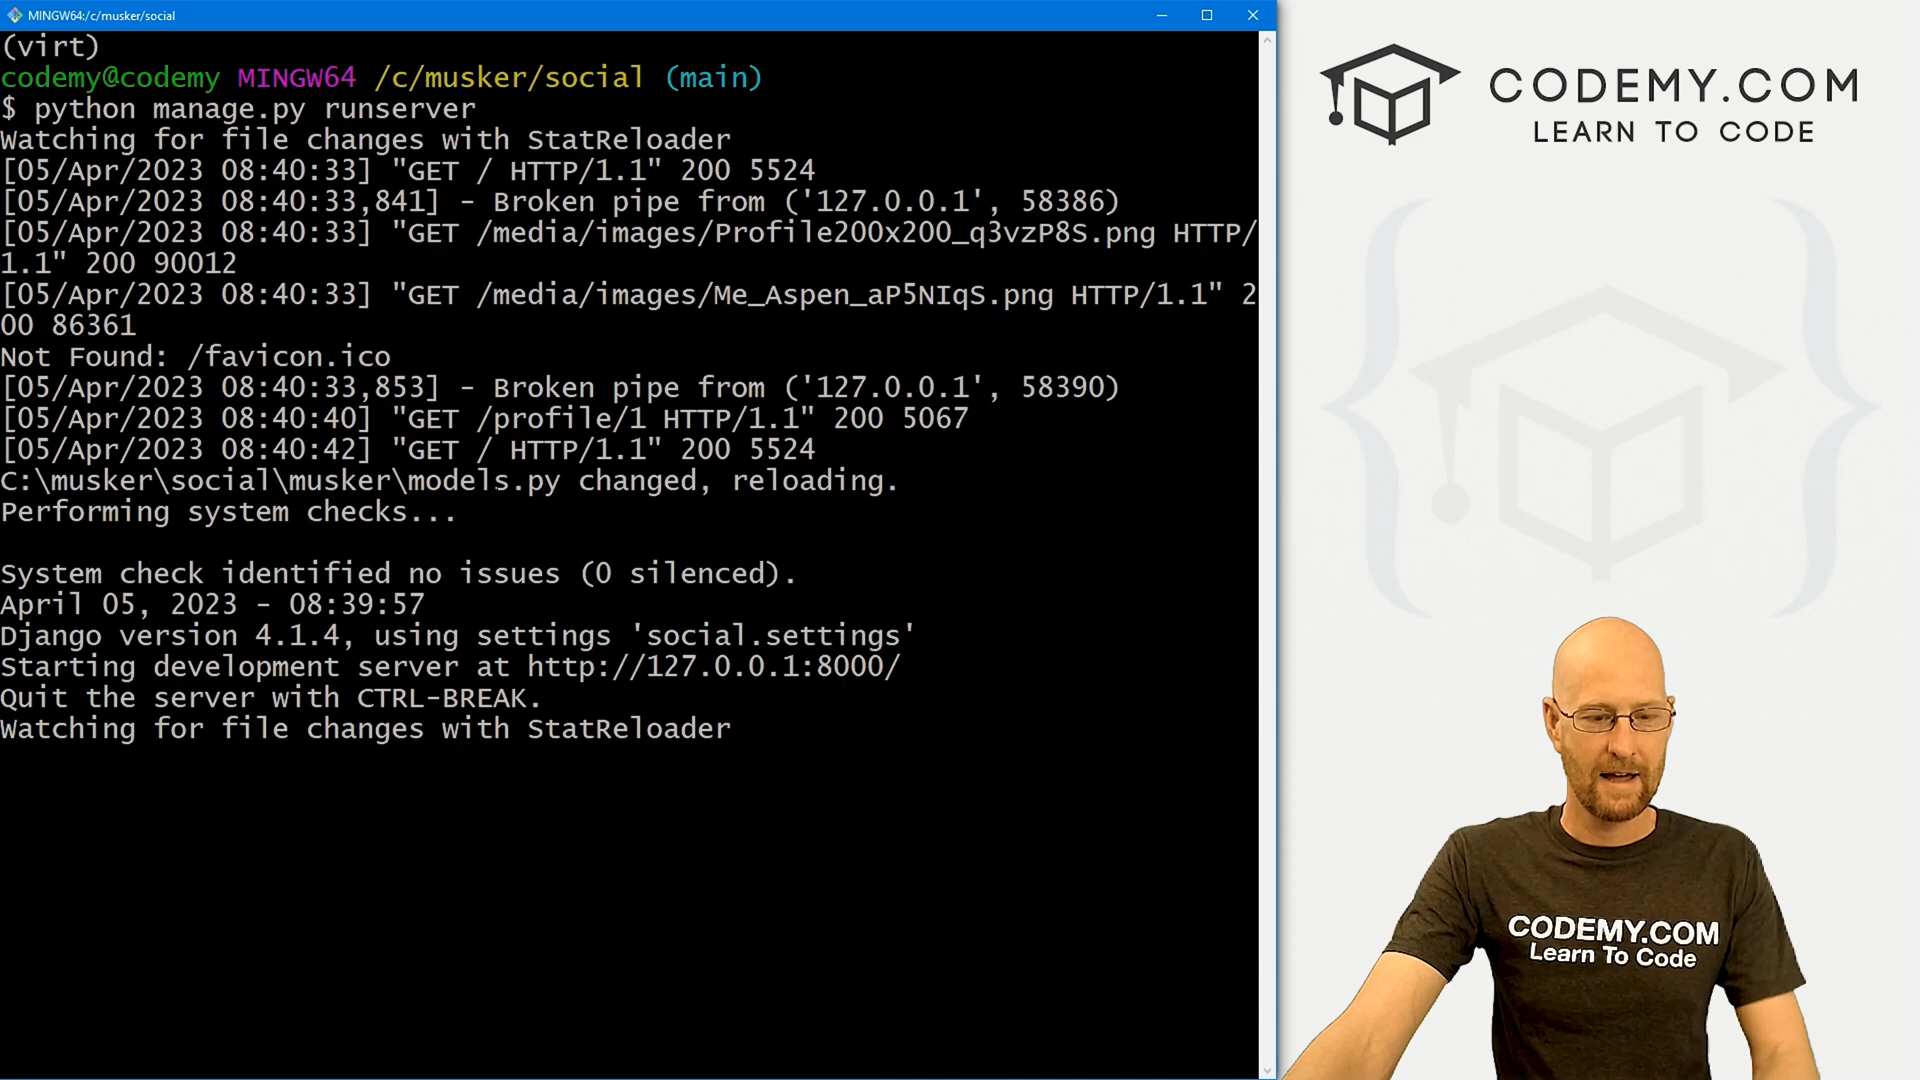 MINGW64:/c/musker/social
(virt)
codemy@codemy MINGW64 /c/musker/social (main)
$ python manage.py runserver
Watching for file changes with StatReloader
[05/Apr/2023 08:40:33] "GET / HTTP/1.1" 200 5524
[05/Apr/2023 08:40:33,841] - Broken pipe from ('127.0.0.1', 58386)
[05/Apr/2023 08:40:33] "GET /media/images/Profile200x200_q3vzP8S.png HTTP/
1.1" 200 90012
[05/Apr/2023 08:40:33] "GET /media/images/Me_Aspen_aP5NIqS.png HTTP/1.1" 2
00 86361
Not Found: /favicon.ico
[05/Apr/2023 08:40:33,853] - Broken pipe from ('127.0.0.1', 58390)
[05/Apr/2023 08:40:40] "GET /profile/1 HTTP/1.1" 200 5067
[05/Apr/2023 08:40:42] "GET / HTTP/1.1" 200 5524
C:\musker\social\musker\models.py changed, reloading.
Performing system checks...
System check identified no issues (0 silenced).
April 05, 2023 - 08:39:57
Django version 4.1.4, using settings 'social.settings'
Starting development server at http://127.0.0.1:8000/
Quit the server with CTRL-BREAK.
Watching for file changes with StatReloader
CODEMY.COM
LEARN TO CODE
CODEMY.COM
Learn To Code